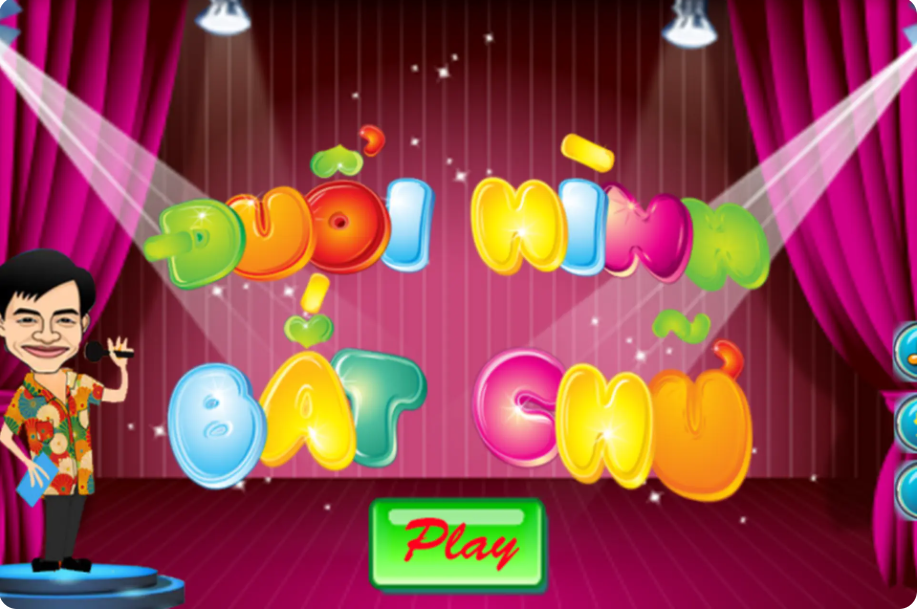 ĐUỔI HÌNH
BẮT CHỮ
Play